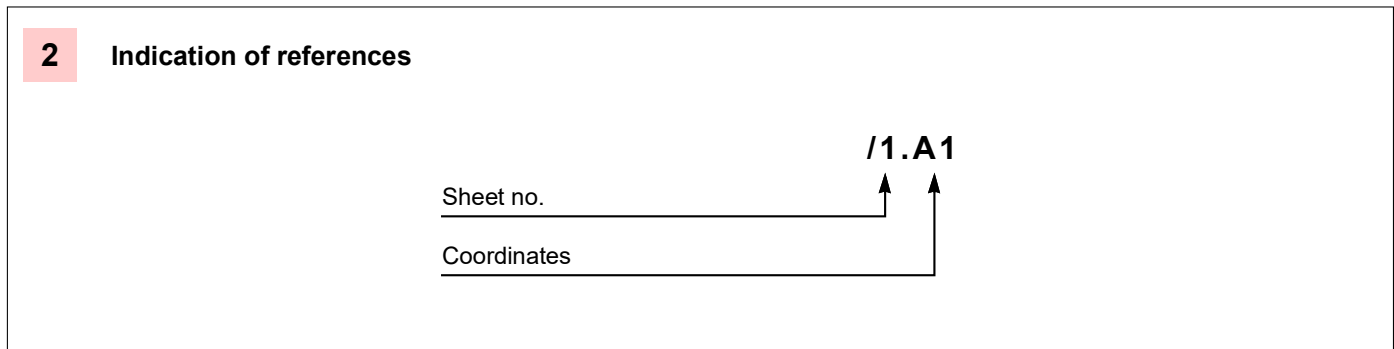 2 Indication of references
/1.A1
Sheet no.
Coordinates